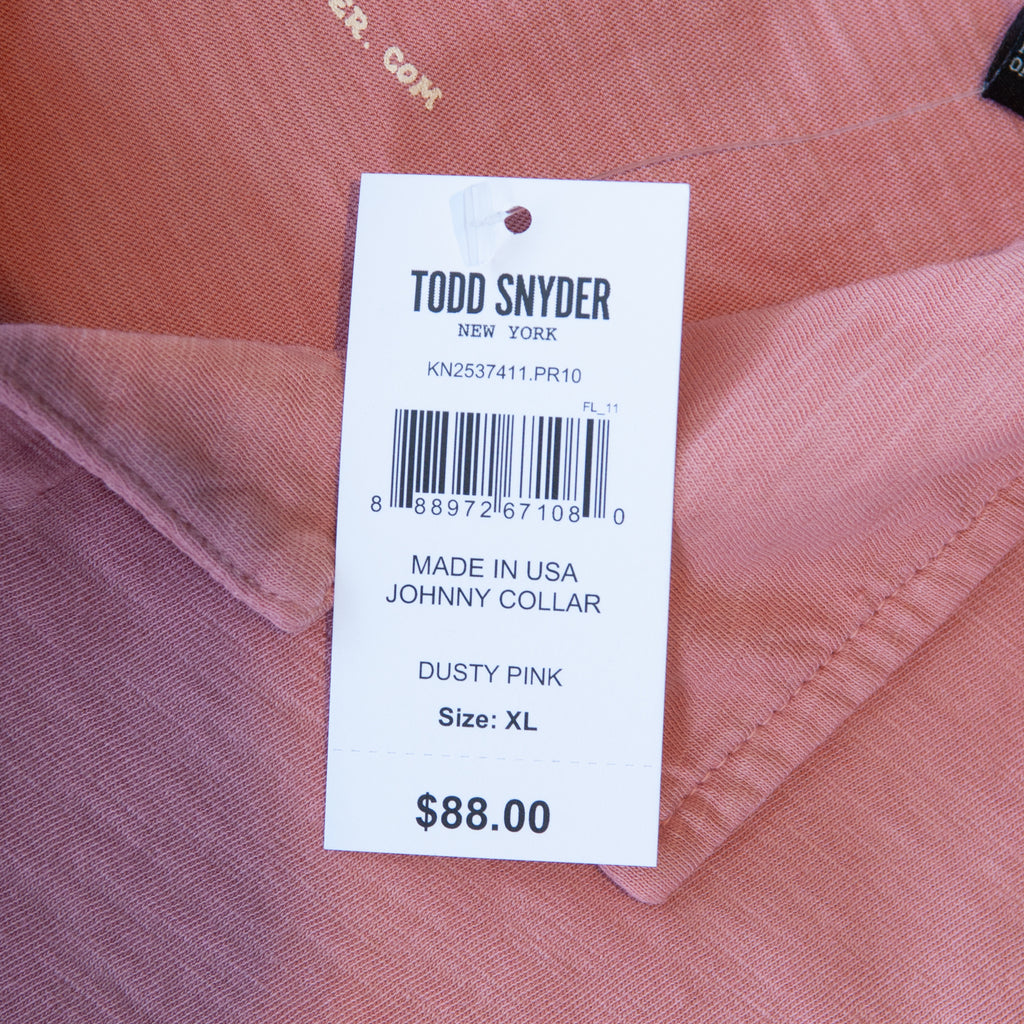 ER.COM
TODD SNYDER
NEW YORK
KN2537411.PR10
FL_11
8 88972 67108 0
MADE IN USA
JOHNNY COLLAR
DUSTY PINK
Size: XL
$88.00